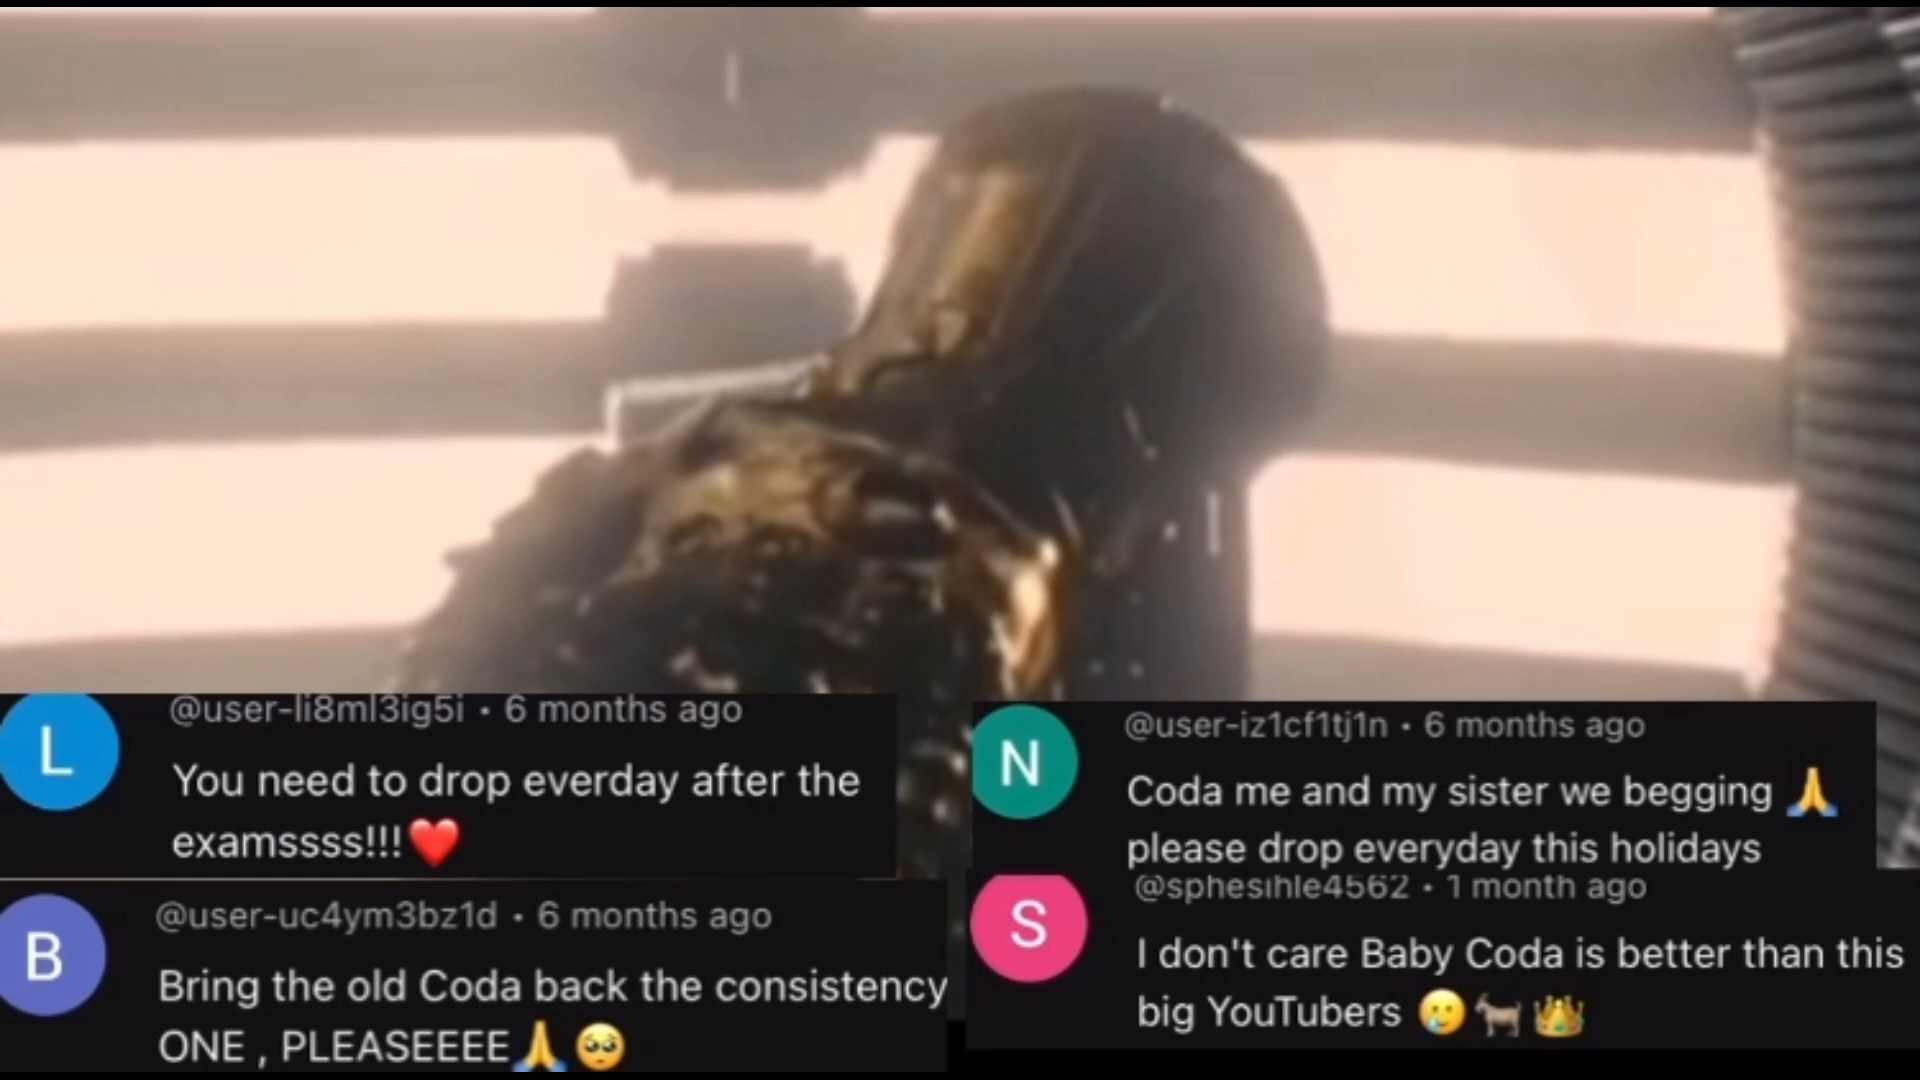 L
@user-li8ml3ig5i • 6 months ago
You need to drop everday after the
examssss!!!❤️
B
@user-uc4ym3bz1d • 6 months ago
Bring the old Coda back the consistency
ONE , PLEASEEEE🙏🥺
N
@user-iz1cf1tj1n • 6 months ago
Coda me and my sister we begging 🙏
please drop everyday this holidays
S
@sphesihle4562 • 1 month ago
I don't care Baby Coda is better than this
big YouTubers 🥲🐐👑